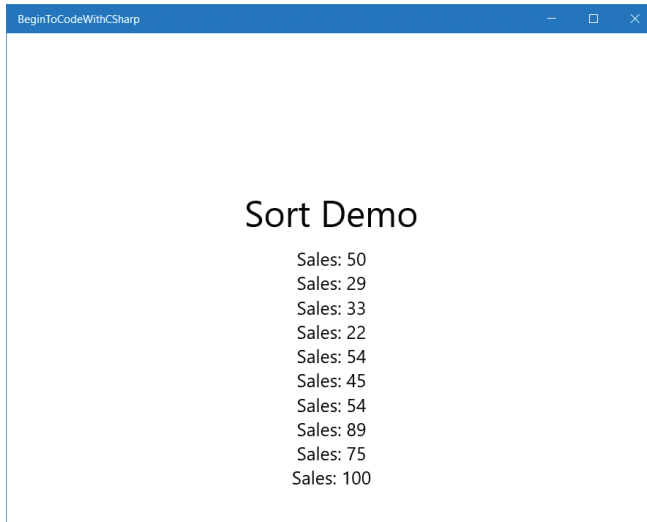 BeginToCodeWithCSharp
Sort Demo
Sales: 50
Sales: 29
Sales: 33
Sales: 22
Sales: 54
Sales: 45
Sales: 54
Sales: 89
Sales: 75
Sales: 100